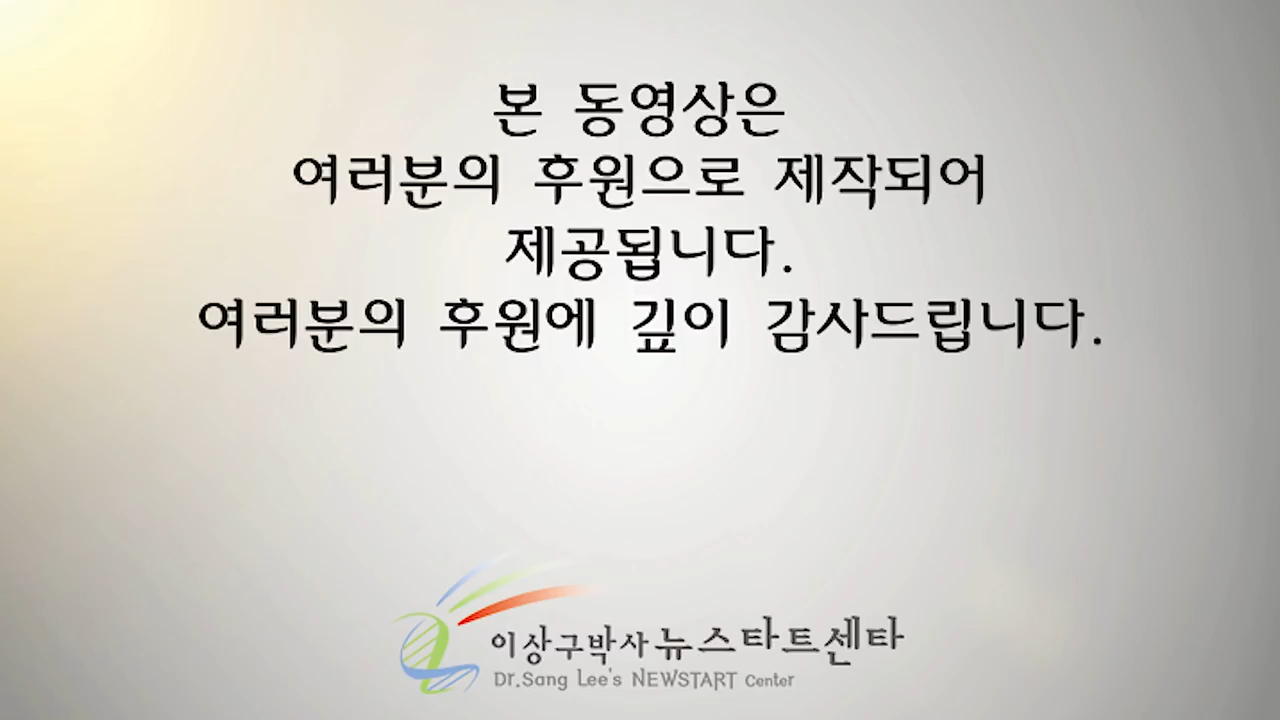 본 동영상은
여러분의 후원으로 제작되어
제공됩니다.
여러분의 후원에 깊이 감사드립니다.
이상구박사 뉴스타트센타
Dr.Sang Lee's NEWSTART Center